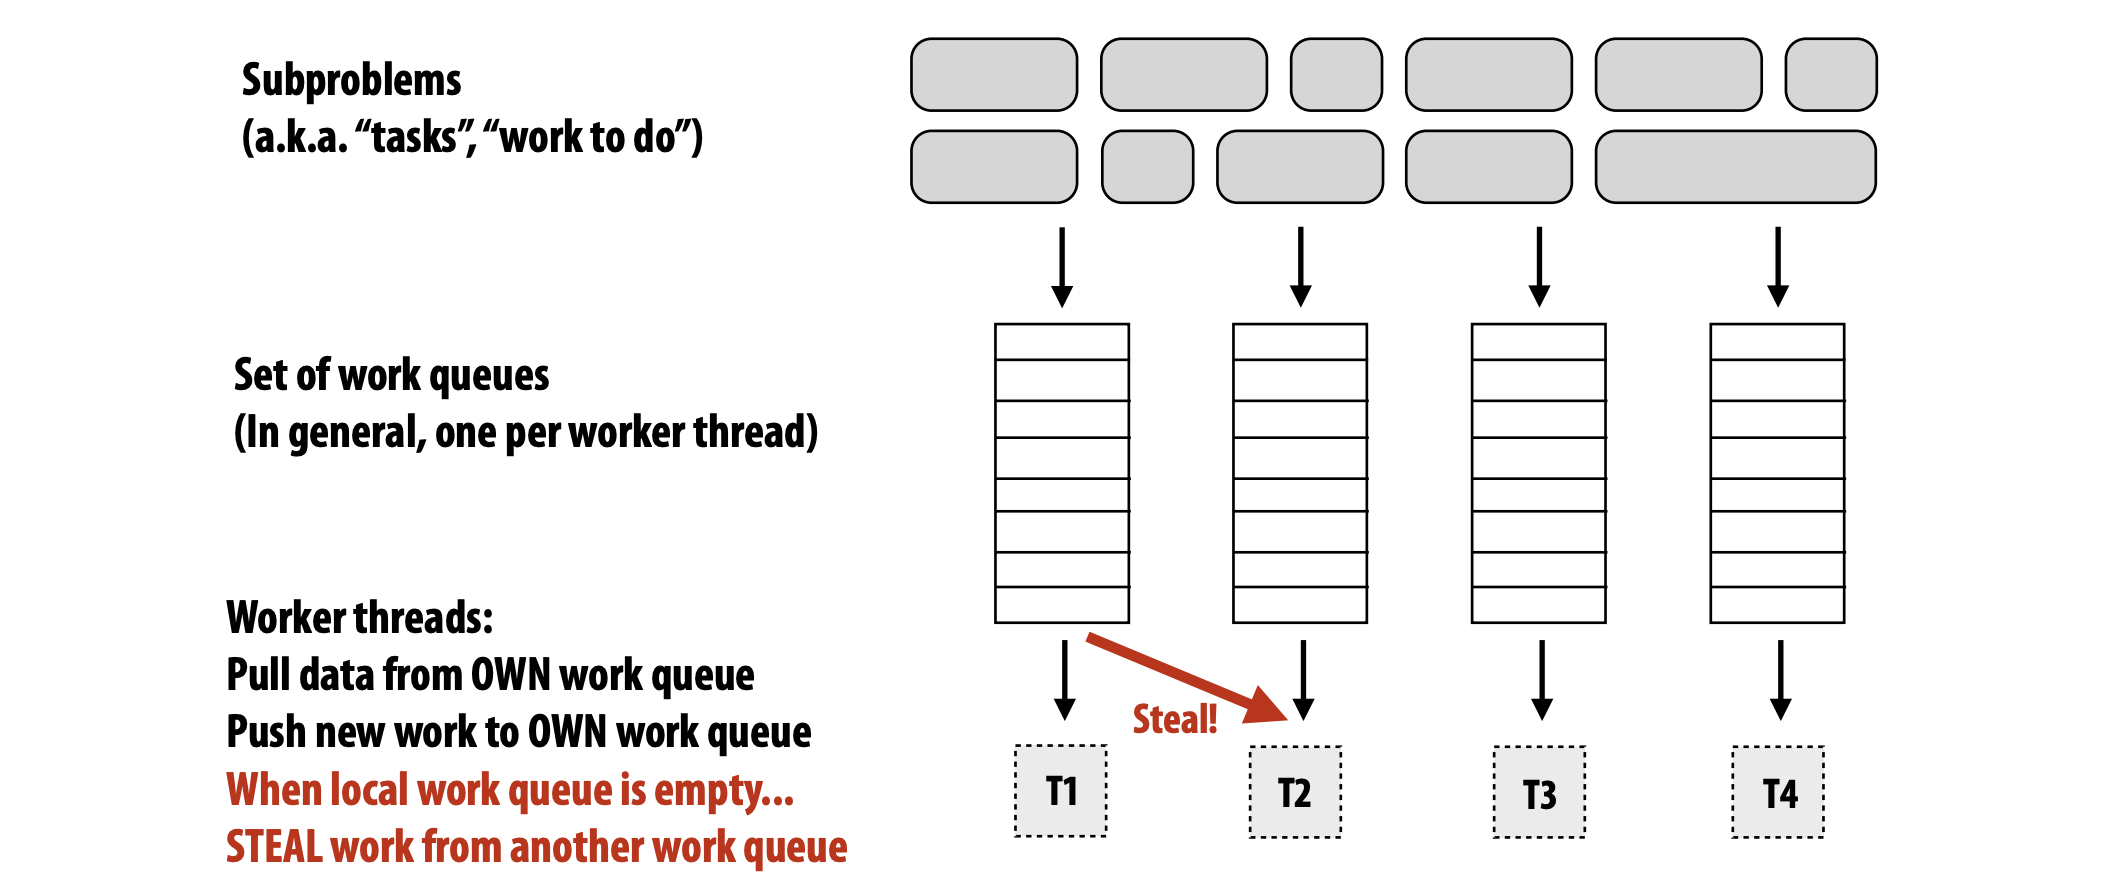 Subproblems
(a.k.a. “tasks”, “work to do”)
Set of work queues
(In general, one per worker thread)
Worker threads:
Pull data from OWN work queue
Push new work to OWN work queue
When local work queue is empty...
STEAL work from another work queue
Steal!
T1
T2
T3
T4